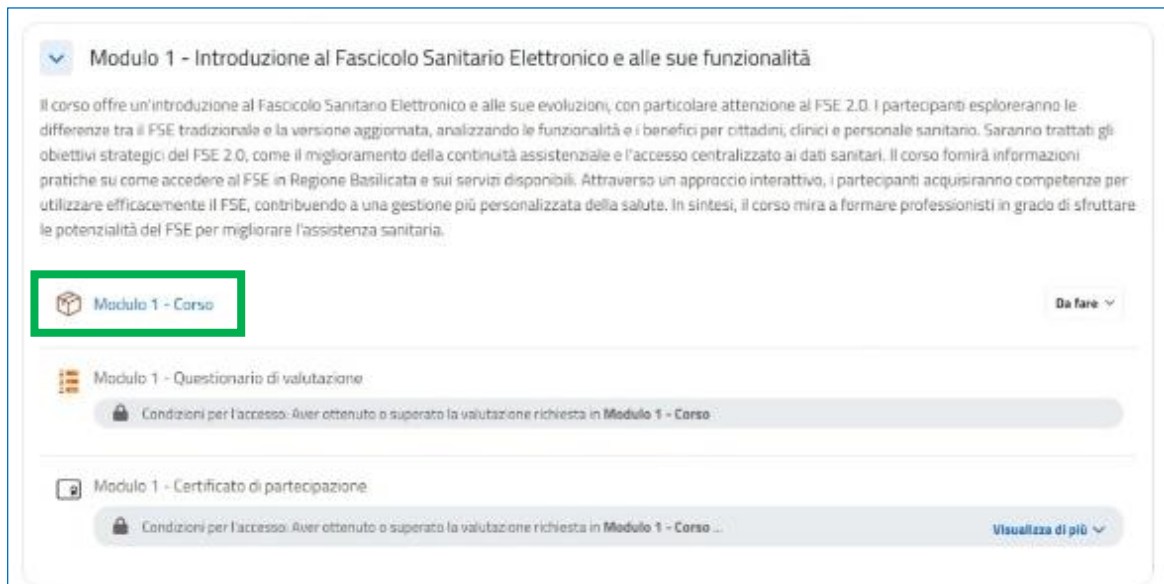 Modulo 1 - Introduzione al Fascicolo Sanitario Elettronico e alle sue funzionalità
Il corso offre un'introduzione al Fascicolo Sanitario Elettronico e alle sue evoluzioni, con particolare attenzione al FSE 2.0. I partecipanti esploreranno le
differenze tra il FSE tradizionale e la versione aggiornata, analizzando le funzionalità e i benefici per cittadini, clinici e personale sanitario. Saranno trattati gli
obiettivi strategici del FSE 2.0, come il miglioramento della continuità assistenziale e l'accesso centralizzato ai dati sanitari. Il corso fornirà informazioni
pratiche su come accedere al FSE in Regione Basilicata e sui servizi disponibili. Attraverso un approccio interattivo, i partecipanti acquisiranno competenze per
utilizzare efficacemente il FSE, contribuendo a una gestione più personalizzata della salute. In sintesi, il corso mira a formare professionisti in grado di sfruttare
le potenzialità del FSE per migliorare l'assistenza sanitaria.
Modulo 1 - Corso
Da fare
Modulo 1 - Questionario di valutazione
Condizioni per l'accesso: Aver ottenuto o superato la valutazione richiesta in Modulo 1 - Corso
Modulo 1 - Certificato di partecipazione
Condizioni per l'accesso: Aver ottenuto o superato la valutazione richiesta in Modulo 1 - Corso ...
Visualizza di più